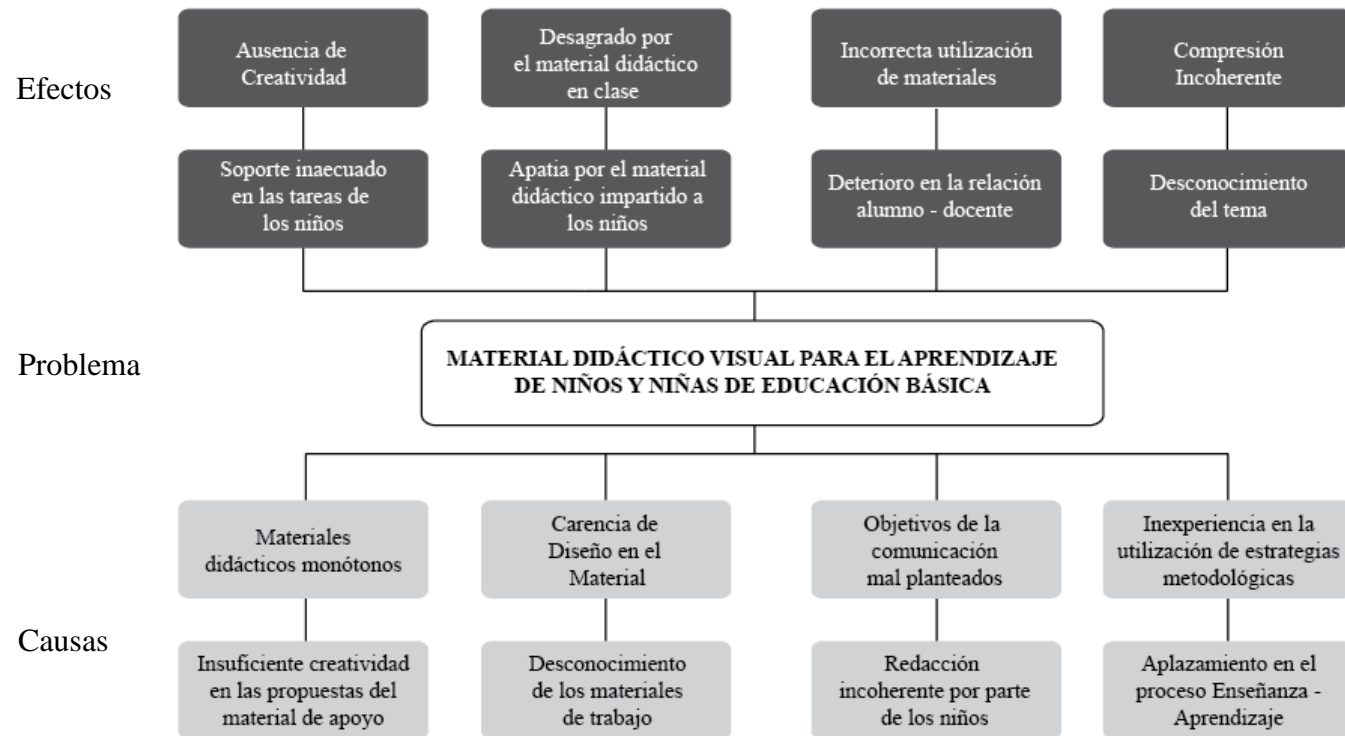 Efectos
Ausencia de
Creatividad
Desagrado por
el material didáctico
en clase
Incorrecta utilización
de materiales
Compresión
Incoherente
Soporte inaecuado
en las tareas de
los niños
Apatia por el material
didáctico impartido a
los niños
Deterioro en la relación
alumno - docente
Desconocimiento
del tema
Problema
MATERIAL DIDÁCTICO VISUAL PARA EL APRENDIZAJE
DE NIÑOS Y NIÑAS DE EDUCACIÓN BÁSICA
Causas
Materiales
didácticos monótonos
Carencia de
Diseño en el
Material
Objetivos de la
comunicación
mal planteados
Inexperiencia en la
utilización de estrategias
metodológicas
Insuficiente creatividad
en las propuestas del
material de apoyo
Desconocimiento
de los materiales
de trabajo
Redacción
incoherente por parte
de los niños
Aplazamiento en el
proceso Enseñanza -
Aprendizaje